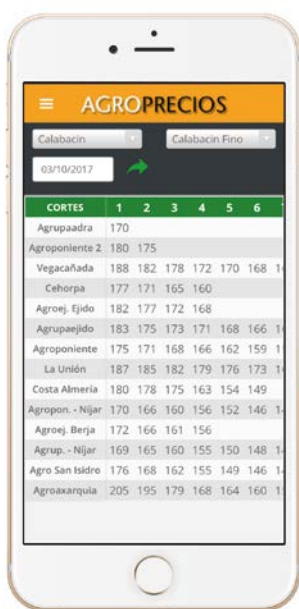 AGROPRECIOS
Calabacin Calabacin Fino
03/10/2017
CORTES 1 2 3 4 5 6
Agrupaadra 170
Agroponiente 2 180 175
Vegacañada 188 182 178 172 170 168
Cehorpa 177 171 165 160
Agroej. Ejido 182 177 172 168
Agrupaejido 183 175 173 171 168 166
Agroponiente 175 171 168 166 162 159
La Unión 187 185 182 179 176 173
Costa Almería 180 178 175 163 154 149
Agropon. - Níjar 170 166 160 156 152 146
Agroej. Berja 172 166 161 156
Agrup. - Níjar 169 165 160 155 150 148
Agro San Isidro 176 168 162 155 149 146
Agroaxarquia 205 195 179 168 164 160